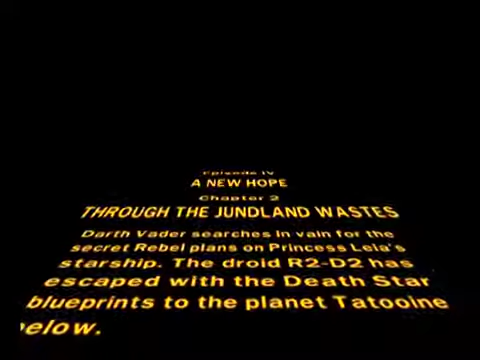 Episode IV
A NEW HOPE
Chapter 2
THROUGH THE JUNDLAND WASTES
Darth Vader searches in vain for the
secret Rebel plans on Princess Leia's
starship. The droid R2-D2 has
escaped with the Death Star
blueprints to the planet Tatooine
below.